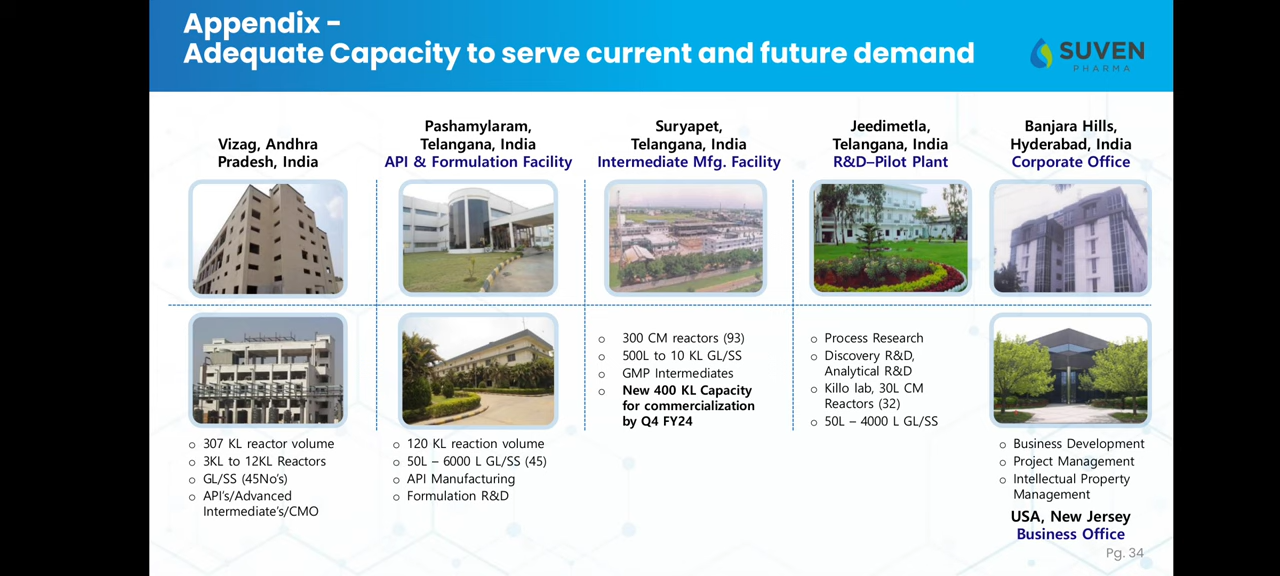 Appendix –
Adequate Capacity to serve current and future demand
SUVEN
PHARMA
Vizag, Andhra
Pradesh, India
307 KL reactor volume
3KL to 12KL Reactors
GL/SS (45No's)
API's/Advanced
Intermediate's/CMO
Pashamylaram,
Telangana, India
API & Formulation Facility
120 KL reaction volume
50L – 6000 L GL/SS (45)
API Manufacturing
Formulation R&D
Suryapet,
Telangana, India
Intermediate Mfg. Facility
300 CM reactors (93)
500L to 10 KL GL/SS
GMP Intermediates
New 400 KL Capacity
for commercialization
by Q4 FY24
Jeedimetla,
Telangana, India
R&D–Pilot Plant
Process Research
Discovery R&D,
Analytical R&D
Killo lab, 30L CM
Reactors (32)
50L – 4000 L GL/SS
Banjara Hills,
Hyderabad, India
Corporate Office
Business Development
Project Management
Intellectual Property
Management
USA, New Jersey
Business Office
Pg. 34